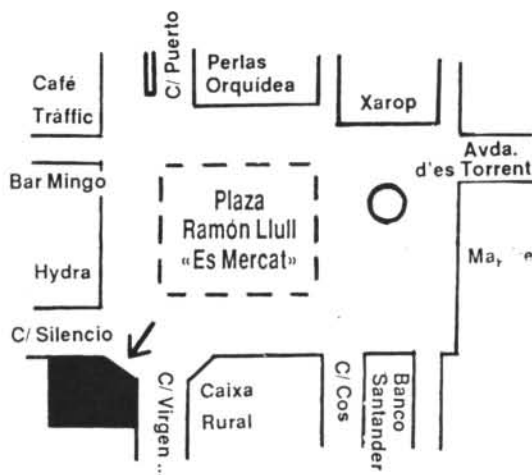 Café
Tráffic
C/ Puerto
Perlas
Orquídea
Xarop
Avda.
d'es Torrent
Bar Mingo
Plaza
Ramón Llull
«Es Mercat»
Hydra
C/ Silencio
C/ Virgen ..
Caixa
Rural
C/ Cos
Banco
Santander